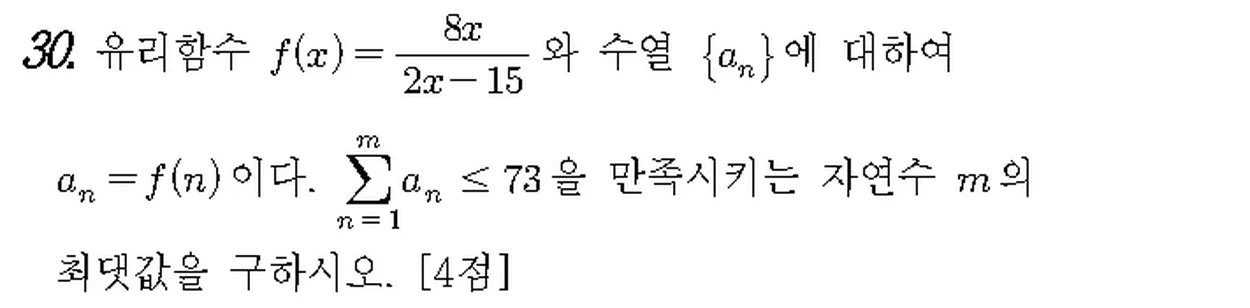 30. 유리함수 f(x) = \frac{8x}{2x-15} 와 수열 {a_n}에 대하여
a_n = f(n)이다. \sum_{n=1}^{m} a_n ≤ 73을 만족시키는 자연수 m의
최댓값을 구하시오. [4점]